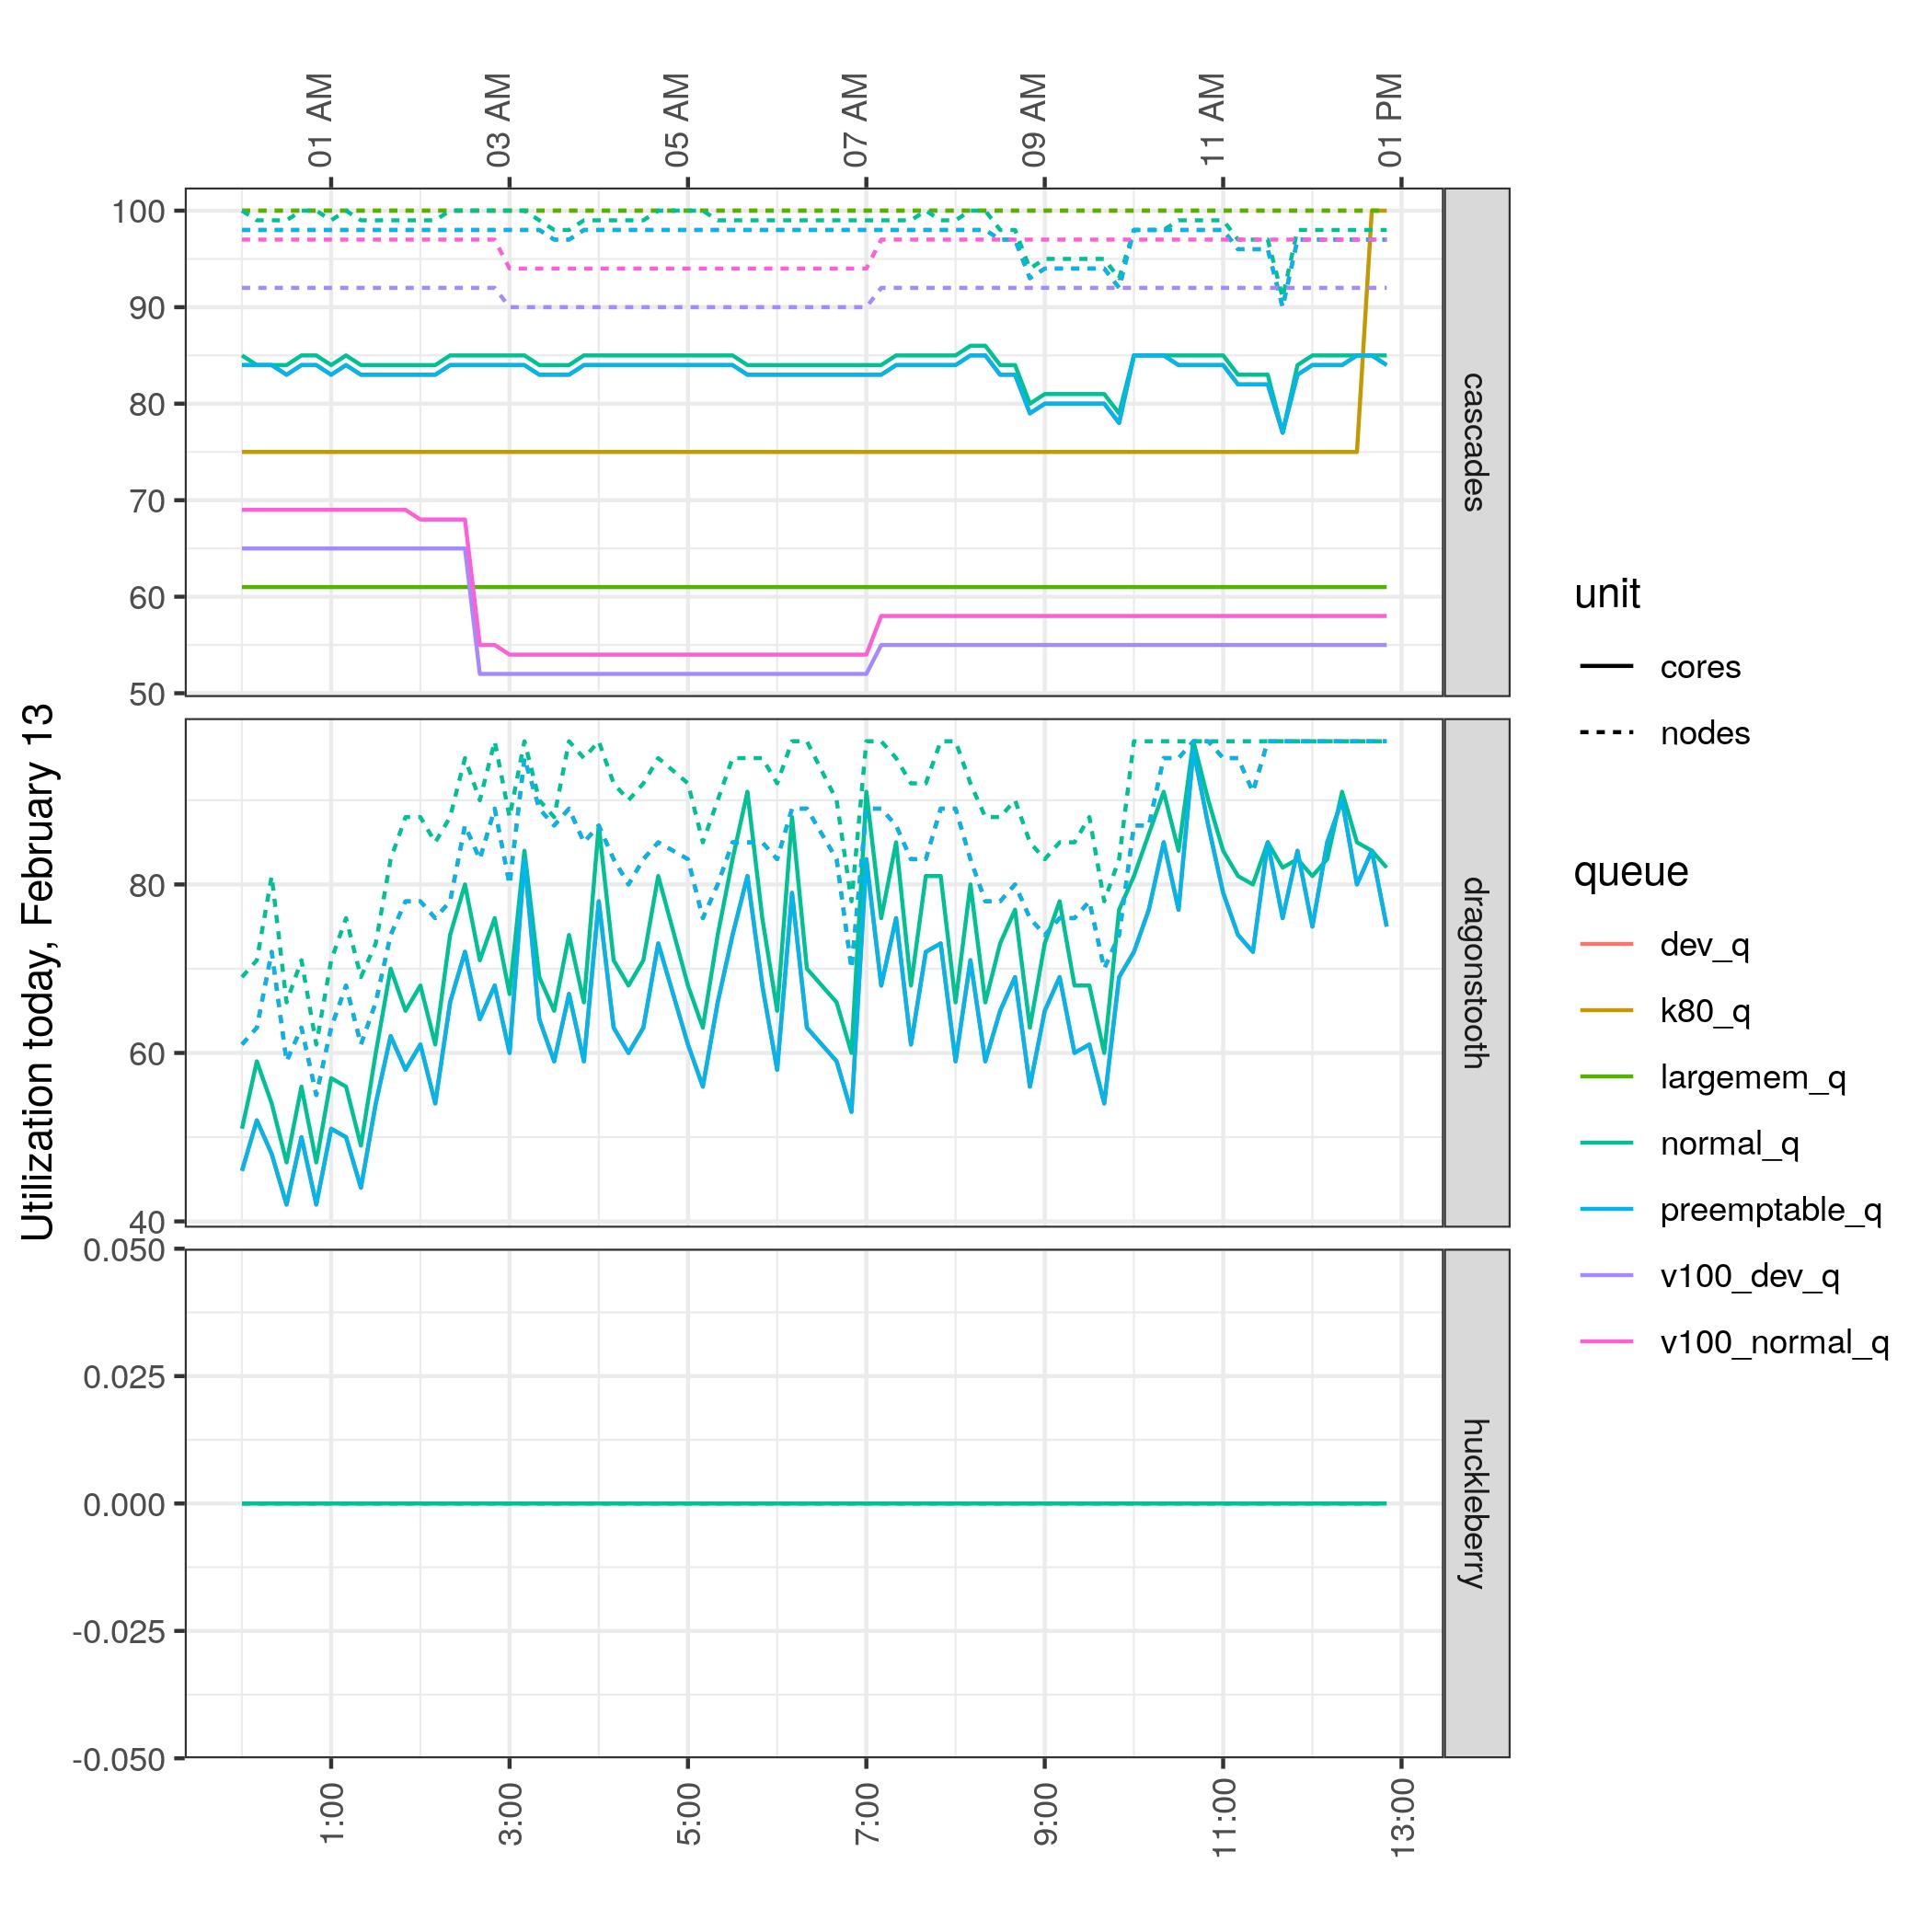 01 AM
03 AM
05 AM
07 AM
09 AM
11 AM
01 PM
Utilization today, February 13
100
90
80
70
60
50
cascades
80
60
40
dragonstooth
0.050
0.025
0.000
-0.025
-0.050
huckleberry
1:00
3:00
5:00
7:00
9:00
11:00
13:00
unit
cores
nodes
queue
dev_q
k80_q
largemem_q
normal_q
preemptable_q
v100_dev_q
v100_normal_q